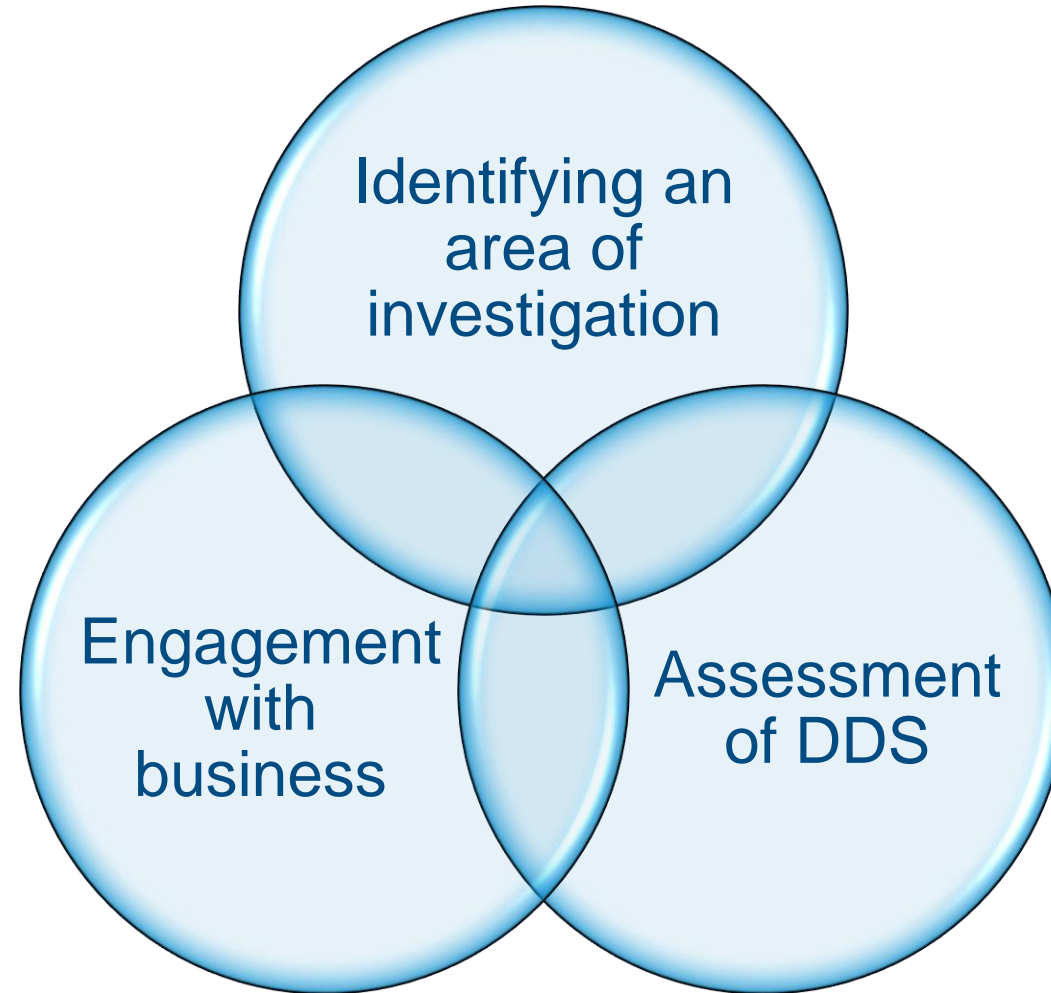 Identifying an
area of
investigation
Engagement
with
business
Assessment
of DDS